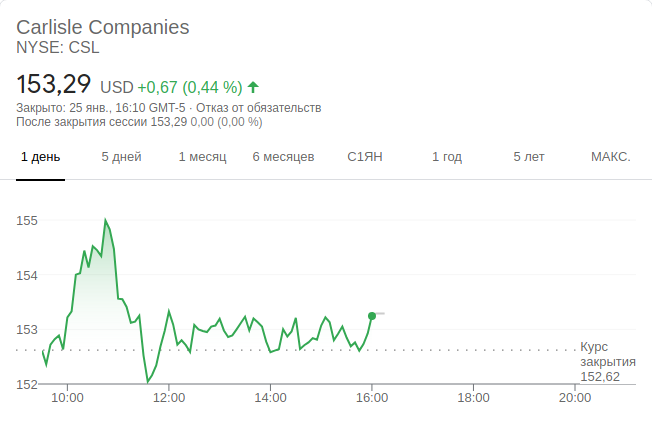 Carlisle Companies
NYSE: CSL
153,29 USD +0,67 (0,44 %)
Закрыто: 25 янв., 16:10 GMT-5 · Отказ от обязательств
После закрытия сессии 153,29 0,00 (0,00 %)
1 день 5 дней 1 месяц 6 месяцев С1ЯН 1 год 5 лет МАКС.
155
154
153
Курс
закрытия
152,62
152
10:00 12:00 14:00 16:00 18:00 20:00